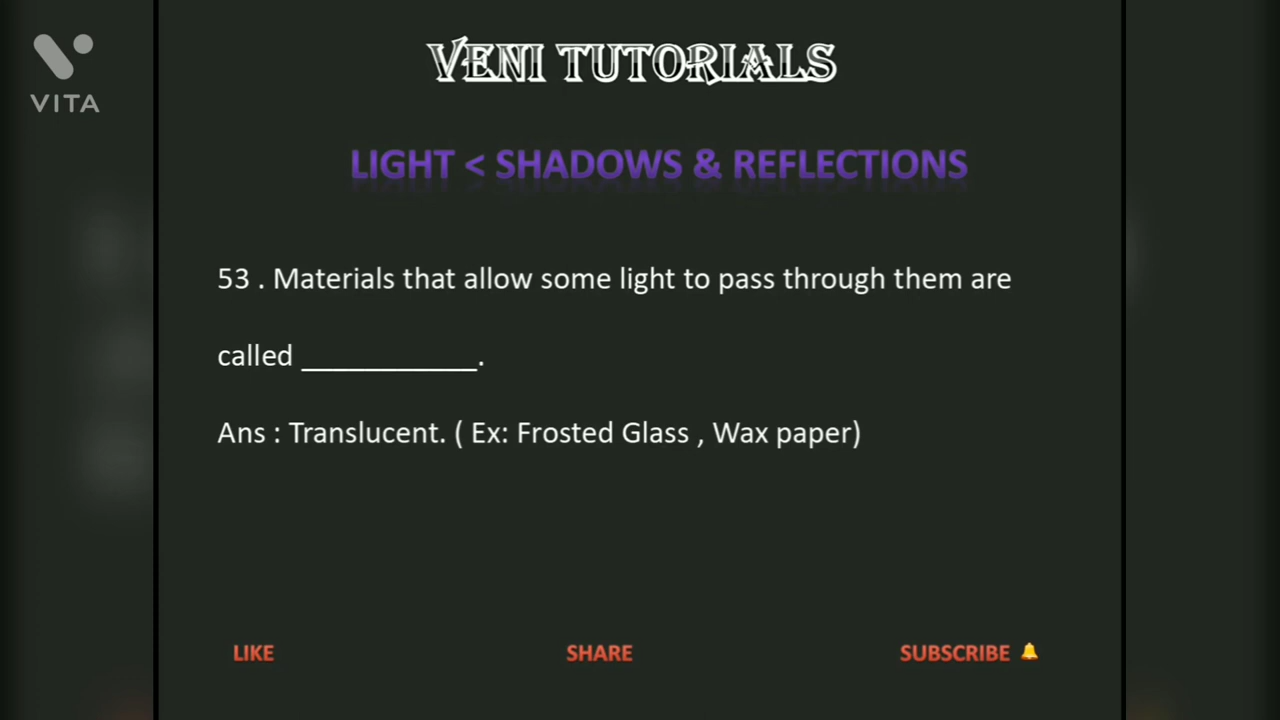 VITA
VENI TUTORIALS
LIGHT < SHADOWS & REFLECTIONS
53 . Materials that allow some light to pass through them are
called ___________.
Ans : Translucent. ( Ex: Frosted Glass , Wax paper)
LIKE SHARE SUBSCRIBE 🔔